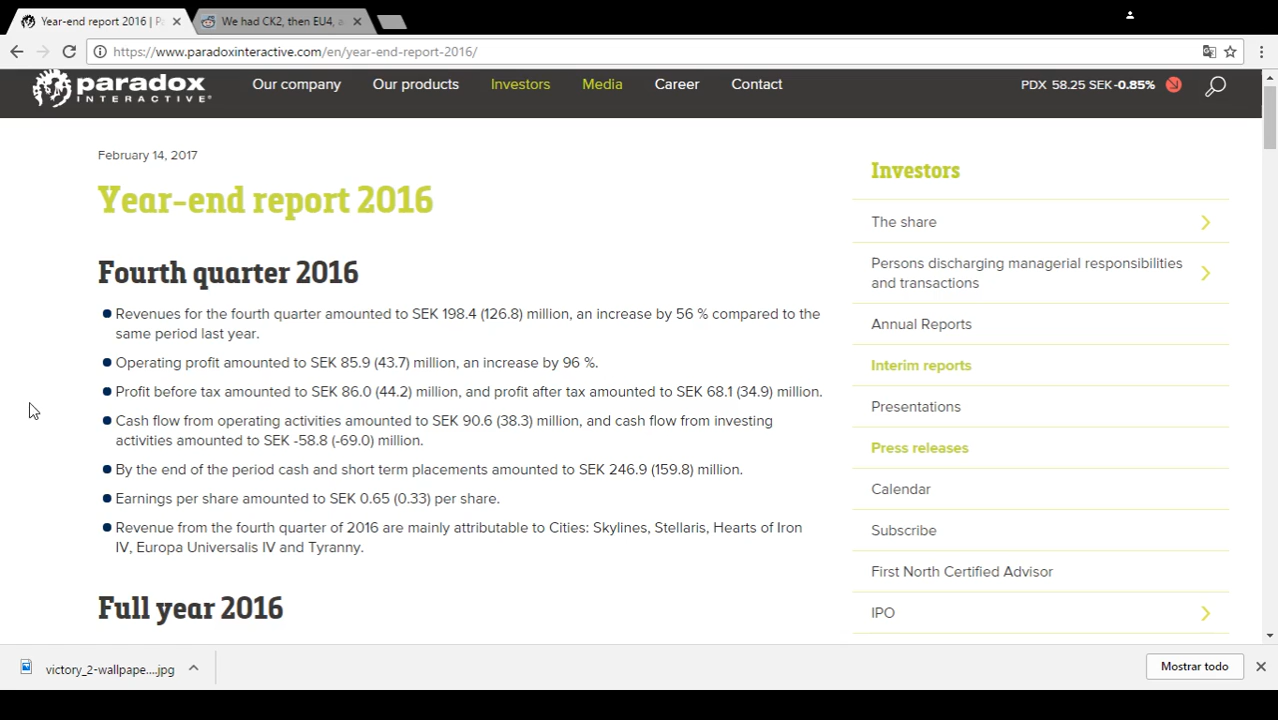 Year-end report 2016 | P
We had CK2, then EU4, a
https://www.paradoxinteractive.com/en/year-end-report-2016/
paradox
INTERACTIVE
Our company
Our products
Investors
Media
Career
Contact
PDX 58.25 SEK -0.85%
February 14, 2017
Year-end report 2016
Fourth quarter 2016
Revenues for the fourth quarter amounted to SEK 198.4 (126.8) million, an increase by 56 % compared to the
same period last year.
Operating profit amounted to SEK 85.9 (43.7) million, an increase by 96 %.
Profit before tax amounted to SEK 86.0 (44.2) million, and profit after tax amounted to SEK 68.1 (34.9) million.
Cash flow from operating activities amounted to SEK 90.6 (38.3) million, and cash flow from investing
activities amounted to SEK -58.8 (-69.0) million.
By the end of the period cash and short term placements amounted to SEK 246.9 (159.8) million.
Earnings per share amounted to SEK 0.65 (0.33) per share.
Revenue from the fourth quarter of 2016 are mainly attributable to Cities: Skylines, Stellaris, Hearts of Iron
IV, Europa Universalis IV and Tyranny.
Full year 2016
Investors
The share
Persons discharging managerial responsibilities
and transactions
Annual Reports
Interim reports
Presentations
Press releases
Calendar
Subscribe
First North Certified Advisor
IPO
victory_2-wallpape....jpg
Mostrar todo